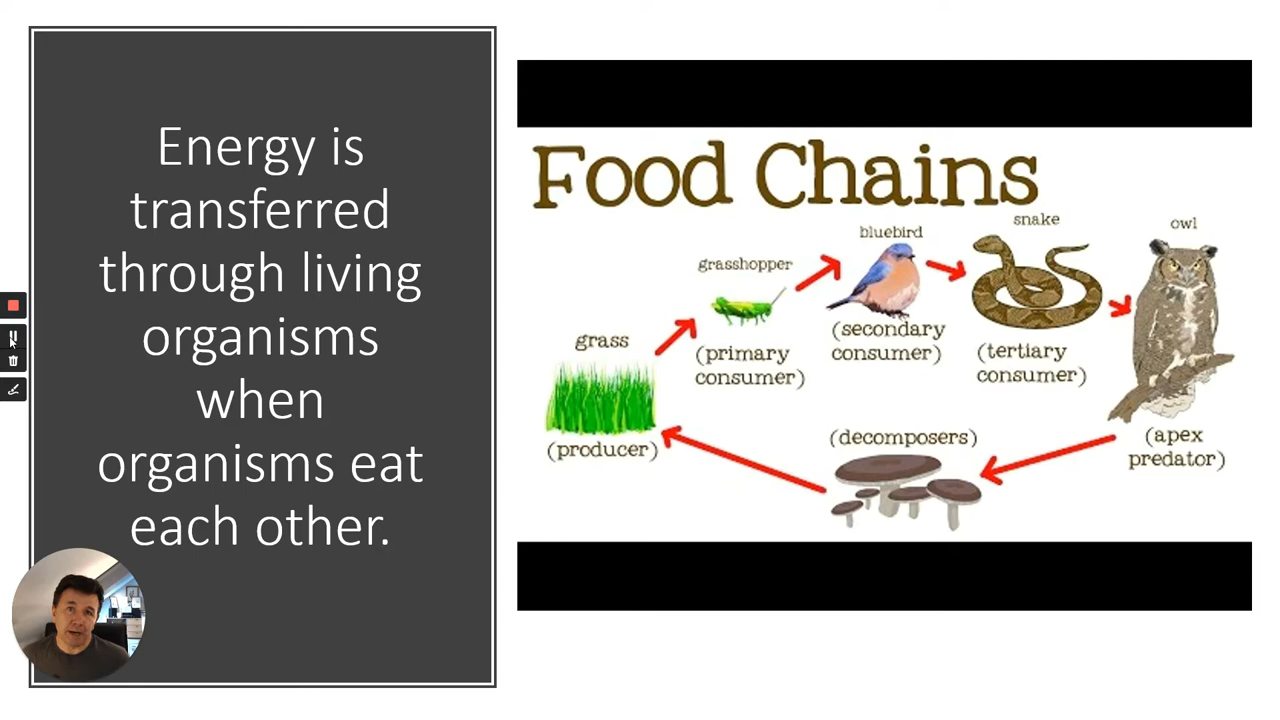 Energy is
transferred
through living
organisms
when
organisms eat
each other.
Food Chains
grass
(producer)
grasshopper
(primary
consumer)
bluebird
(secondary
consumer)
snake
(tertiary
consumer)
owl
(apex
predator)
(decomposers)